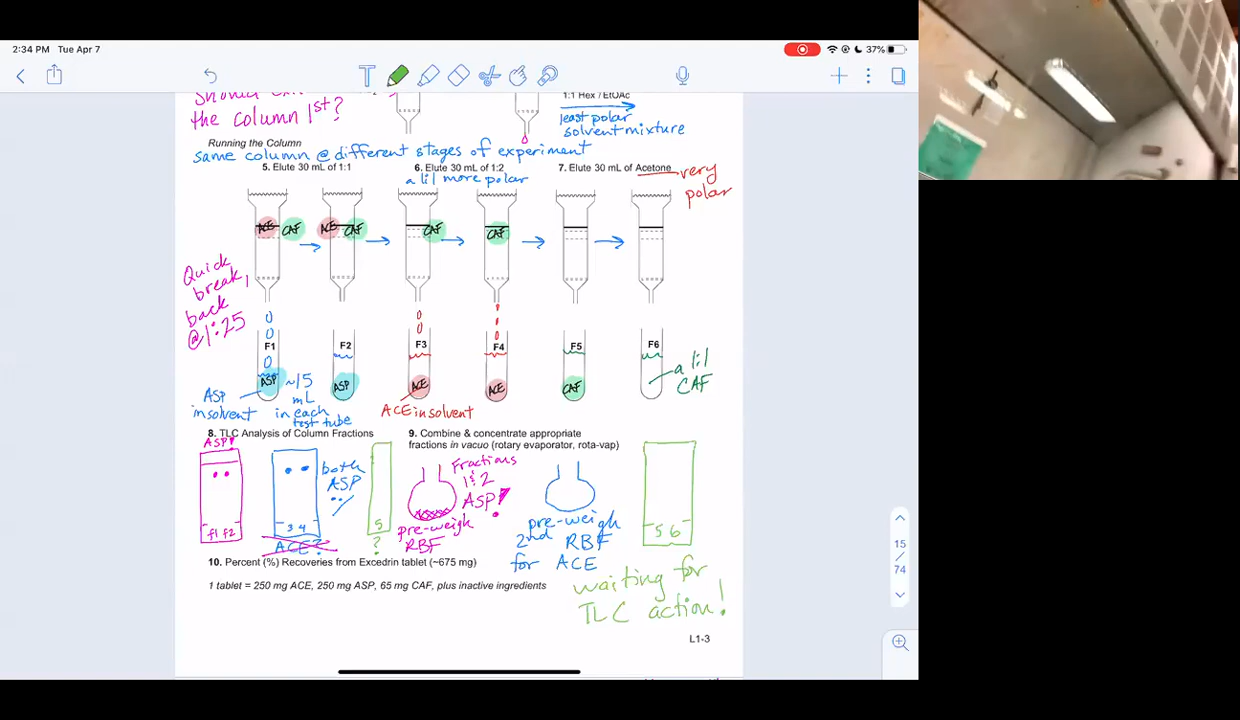 2:34 PM Tue Apr 7
37%
the column 1st?
1:1 Hex / EtOAc
least polar
solvent mixture
Running the Column
same column @ different stages of experiment
5. Elute 30 mL of 1:1
6. Elute 30 mL of 1:2
7. Elute 30 mL of Acetone
a lil more polar
very
polar
ACE CAF
ACE CAF
CAF
CAF
Quick
break,
back
@ 1:25
F1 F2 F3 F4 F5 F6
ASP ASP ACE ACE CAF
ASP
in solvent
~15
mL
in each
test tube
ACE in solvent
a lil
CAF
8. TLC Analysis of Column Fractions
9. Combine & concentrate appropriate
fractions in vacuo (rotary evaporator, rota-vap)
ASP!
F1 F2
3 4
both
ASP
ACE?
5
?
Fractions
1 & 2
ASP!
pre-weigh
RBF
pre-weigh
2nd RBF
for ACE
5 6
10. Percent (%) Recoveries from Excedrin tablet (~675 mg)
1 tablet = 250 mg ACE, 250 mg ASP, 65 mg CAF, plus inactive ingredients
waiting for
TLC action!
L1-3
15
74